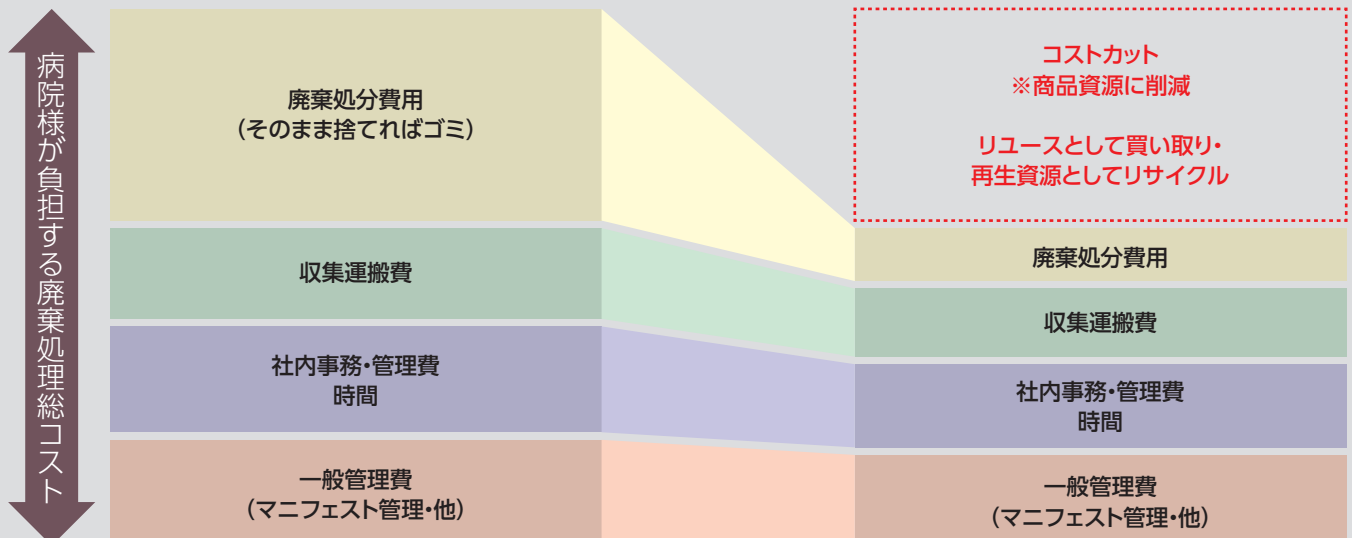 病院様が負担する廃棄処理総コスト
廃棄処分費用
(そのまま捨てればゴミ)
収集運搬費
社内事務・管理費
時間
一般管理費
(マニフェスト管理・他)
コストカット
※商品資源に削減
リユースとして買い取り・
再生資源としてリサイクル
廃棄処分費用
収集運搬費
社内事務・管理費
時間
一般管理費
(マニフェスト管理・他)